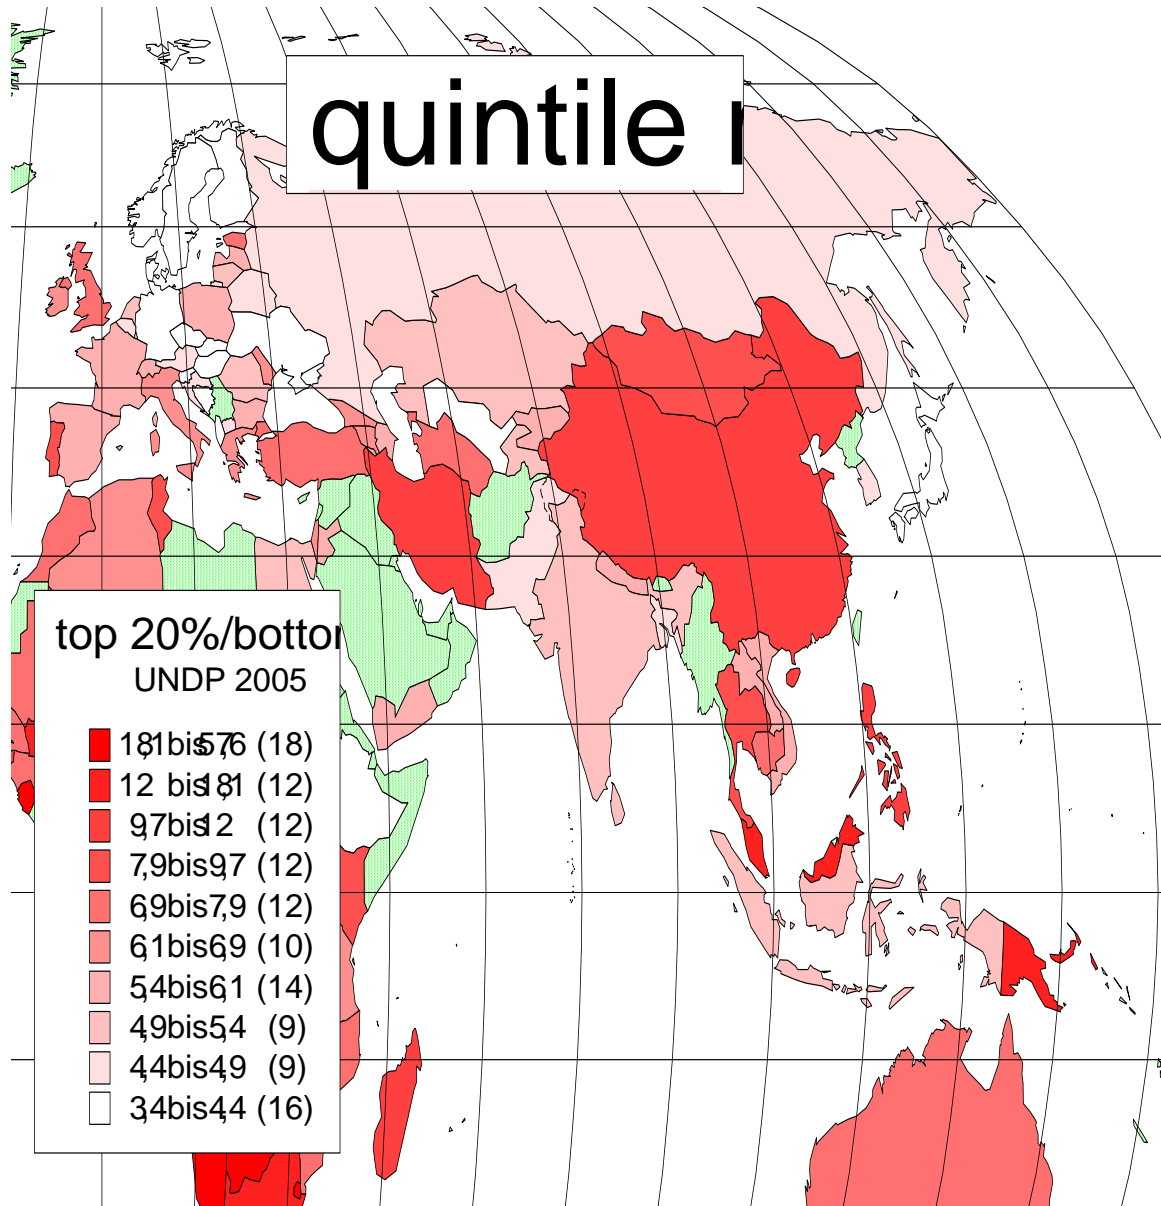 quintile
top 20%/botto
UNDP 2005
18,1bis57,6 (18)
12 bis18,1 (12)
9,7bis12 (12)
7,9bis9,7 (12)
6,9bis7,9 (12)
6,1bis6,9 (10)
5,4bis6,1 (14)
4,9bis5,4 (9)
4,4bis4,9 (9)
3,4bis4,4 (16)